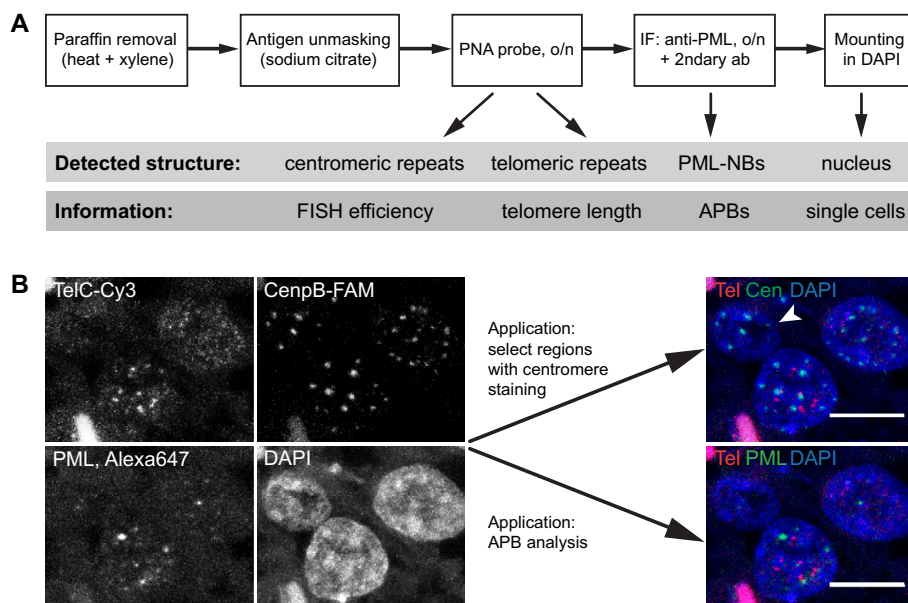 A
Paraffin removal
(heat + xylene)
Antigen unmasking
(sodium citrate)
PNA probe, o/n
IF: anti-PML, o/n
+ 2ndary ab
Mounting
in DAPI
Detected structure: centromeric repeats telomeric repeats PML-NBs nucleus
Information: FISH efficiency telomere length APBs single cells
B
TelC-Cy3
CenpB-FAM
PML, Alexa647
DAPI
Application:
select regions
with centromere
staining
Application:
APB analysis
Tel Cen DAPI
Tel PML DAPI